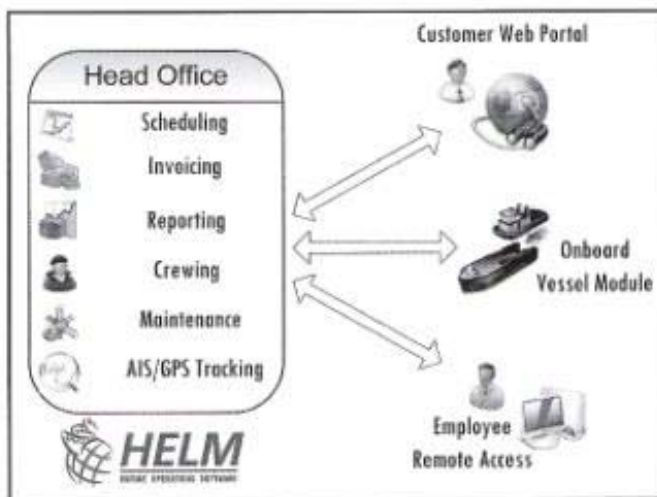 Head Office
Scheduling
Invoicing
Reporting
Crewing
Maintenance
AIS/GPS Tracking
HELM
Customer Web Portal
Onboard
Vessel Module
Employee
Remote Access